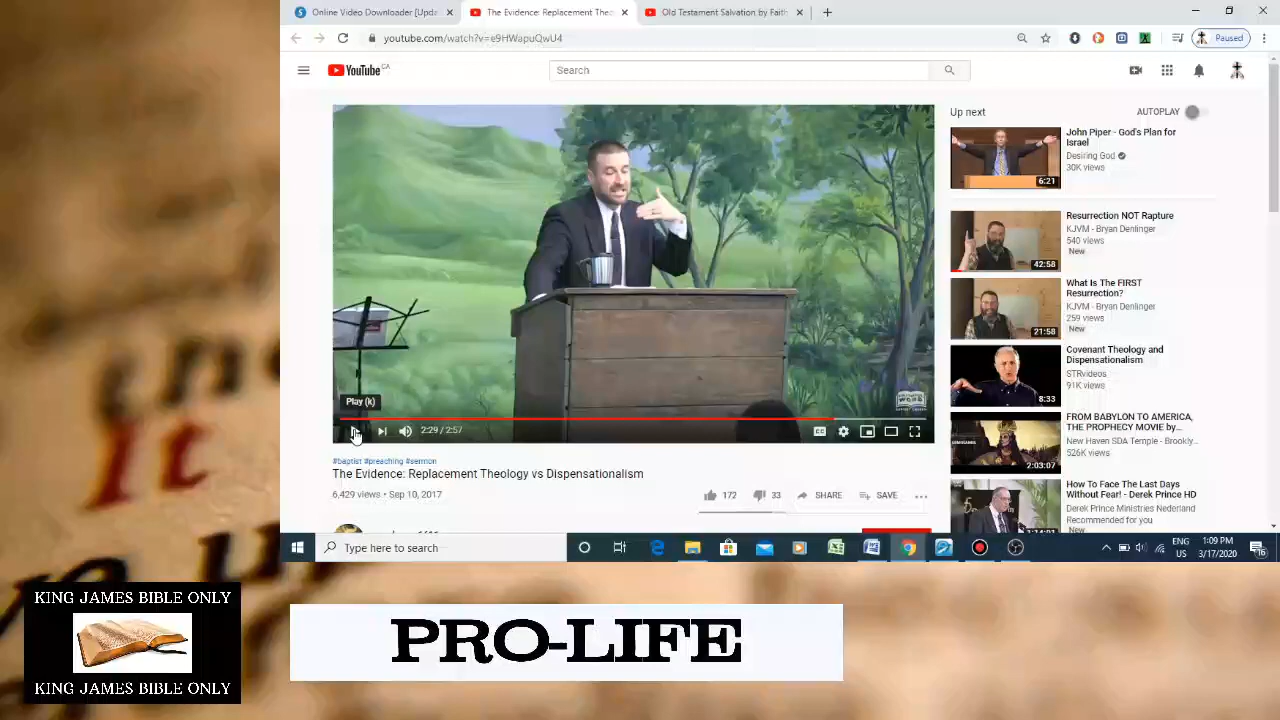 Online Video Downloader [Upda
The Evidence: Replacement Theo
Old Testament Salvation by Faith
youtube.com/watch?v=e9HWapuQwU4
Paused
YouTube CA
Search
Play (k)
2:29 / 2:57
#baptist #preaching #sermon
The Evidence: Replacement Theology vs Dispensationalism
6,429 views • Sep 10, 2017
172
33
SHARE
SAVE
Up next
AUTOPLAY
John Piper - God's Plan for
Israel
Desiring God
30K views
6:21
Resurrection NOT Rapture
KJVM - Bryan Denlinger
540 views
New
42:58
What Is The FIRST
Resurrection?
KJVM - Bryan Denlinger
259 views
New
21:58
Covenant Theology and
Dispensationalism
STRvideos
91K views
8:33
FROM BABYLON TO AMERICA,
THE PROPHECY MOVIE by...
New Haven SDA Temple - Brookly...
526K views
2:03:07
How To Face The Last Days
Without Fear! - Derek Prince HD
Derek Prince Ministries Nederland
Recommended for you
New
Type here to search
ENG
US
1:09 PM
3/17/2020
16
KING JAMES BIBLE ONLY
KING JAMES BIBLE ONLY
PRO-LIFE
It